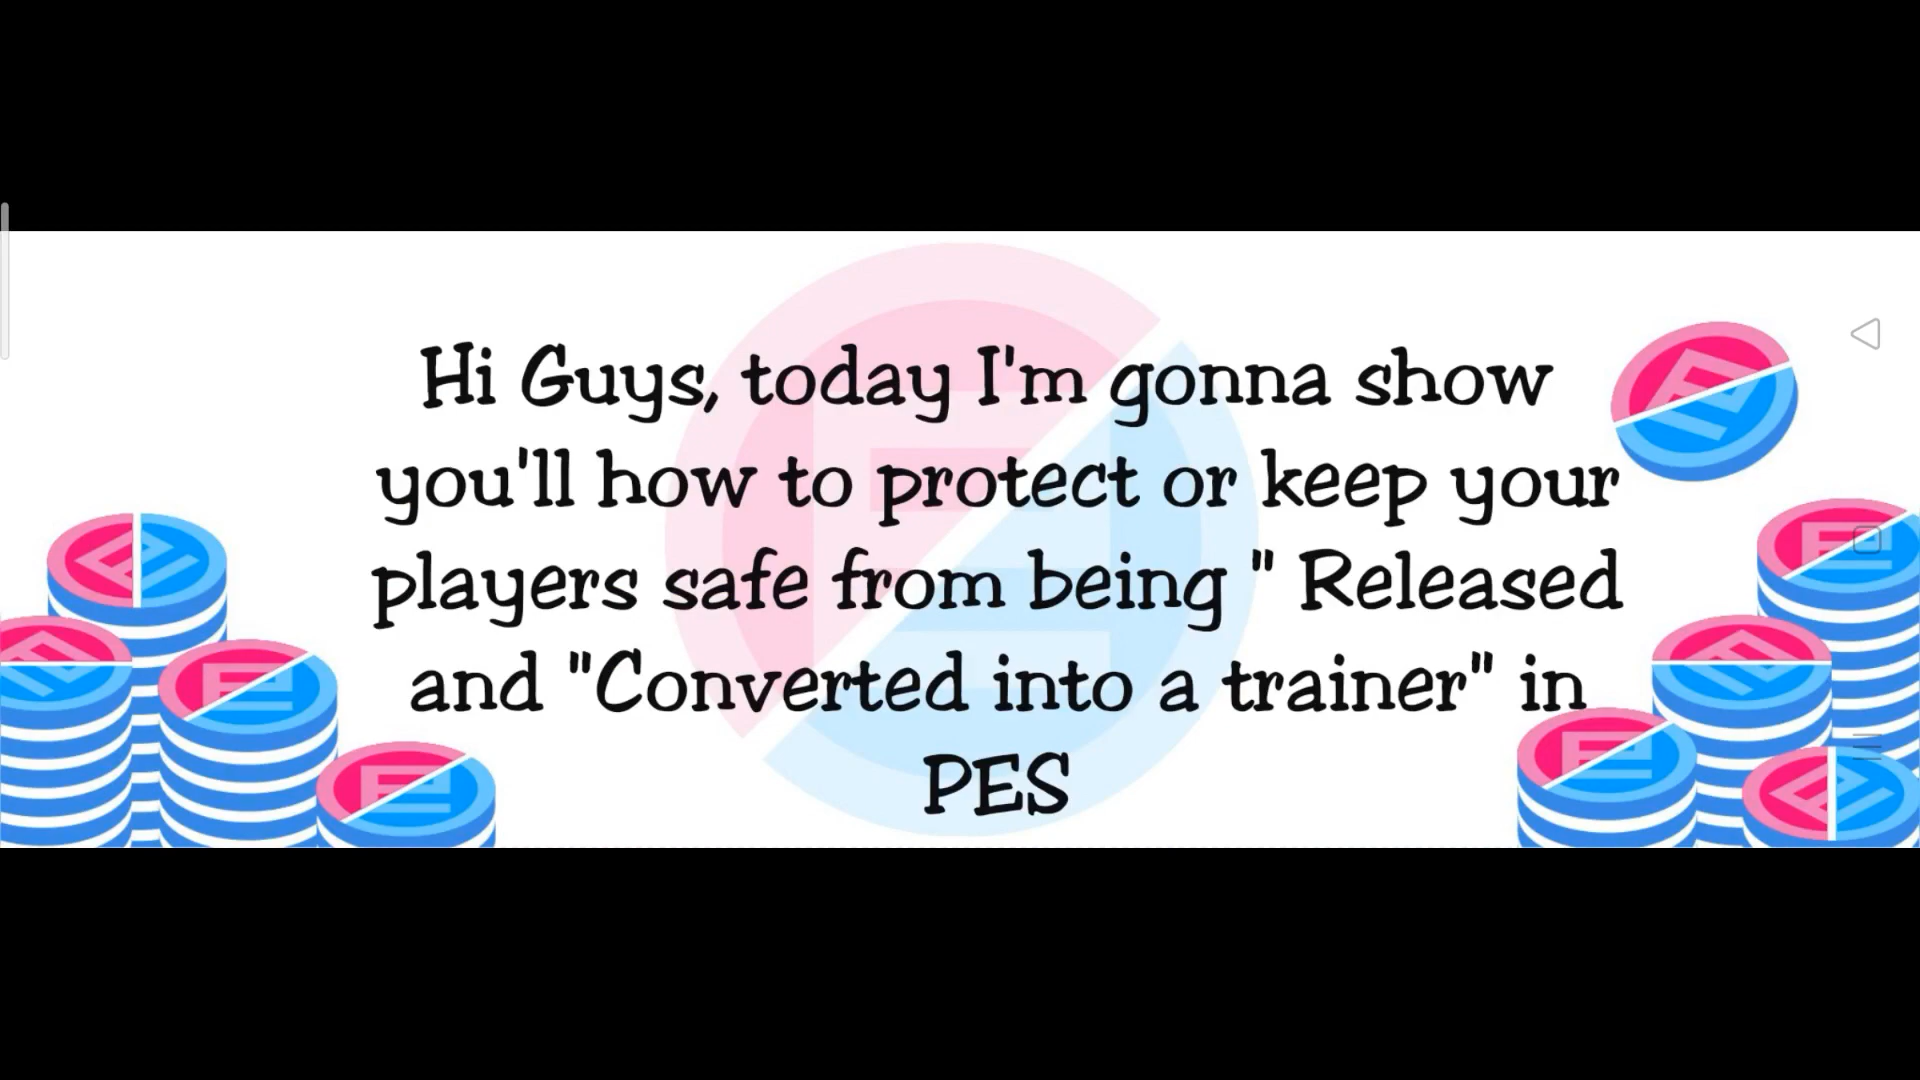 Hi Guys, today I'm gonna show
you'll how to protect or keep your
players safe from being " Released
and "Converted into a trainer" in
PES